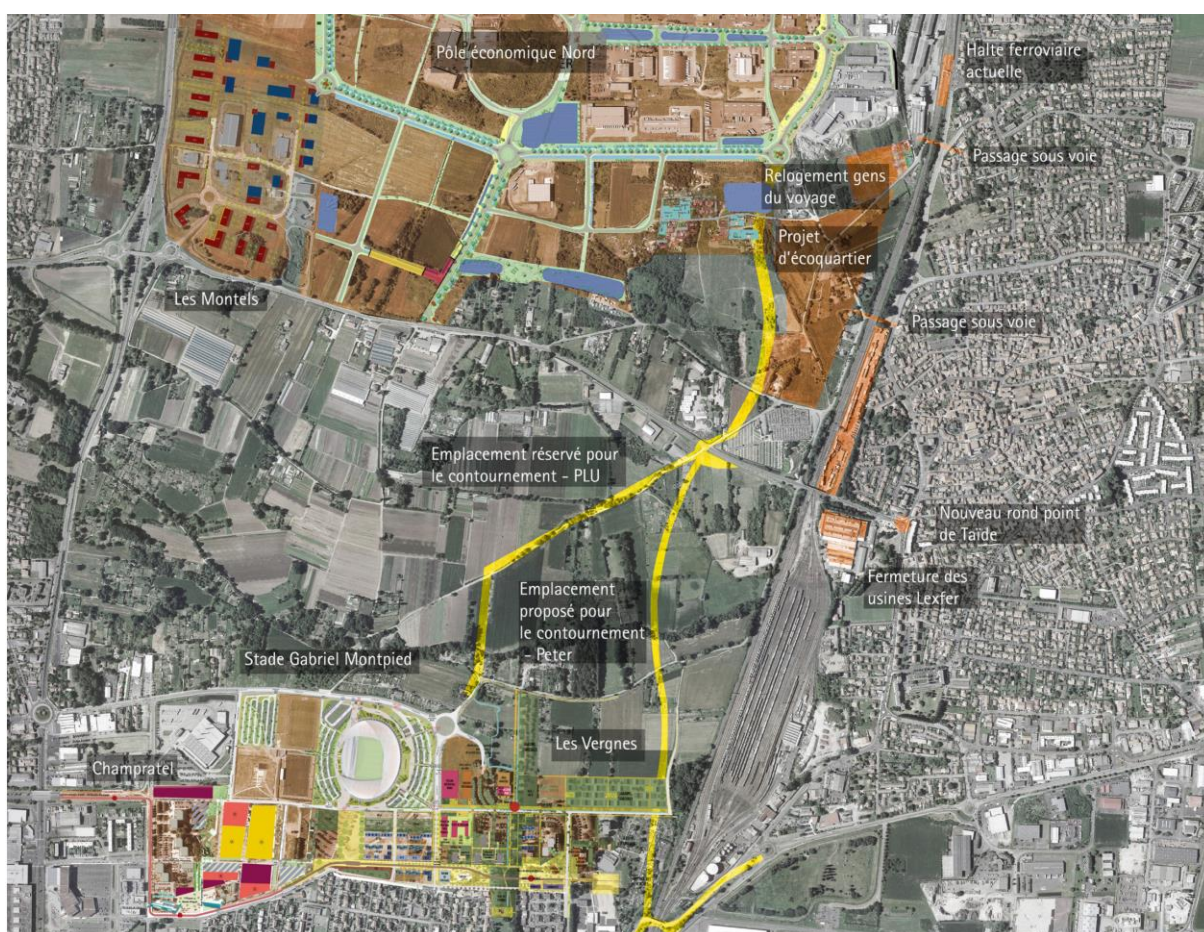 Pôle économique Nord
Halte ferroviaire
actuelle
Passage sous voie
Relogement gens
du voyage
Projet
d'écoquartier
Les Montels
Passage sous voie
Emplacement réservé pour
le contournement - PLU
Nouveau rond point
de Taïde
Fermeture des
usines Lexfer
Emplacement
proposé pour
le contournement
- Peter
Stade Gabriel Montpied
Les Vergnes
Champratel